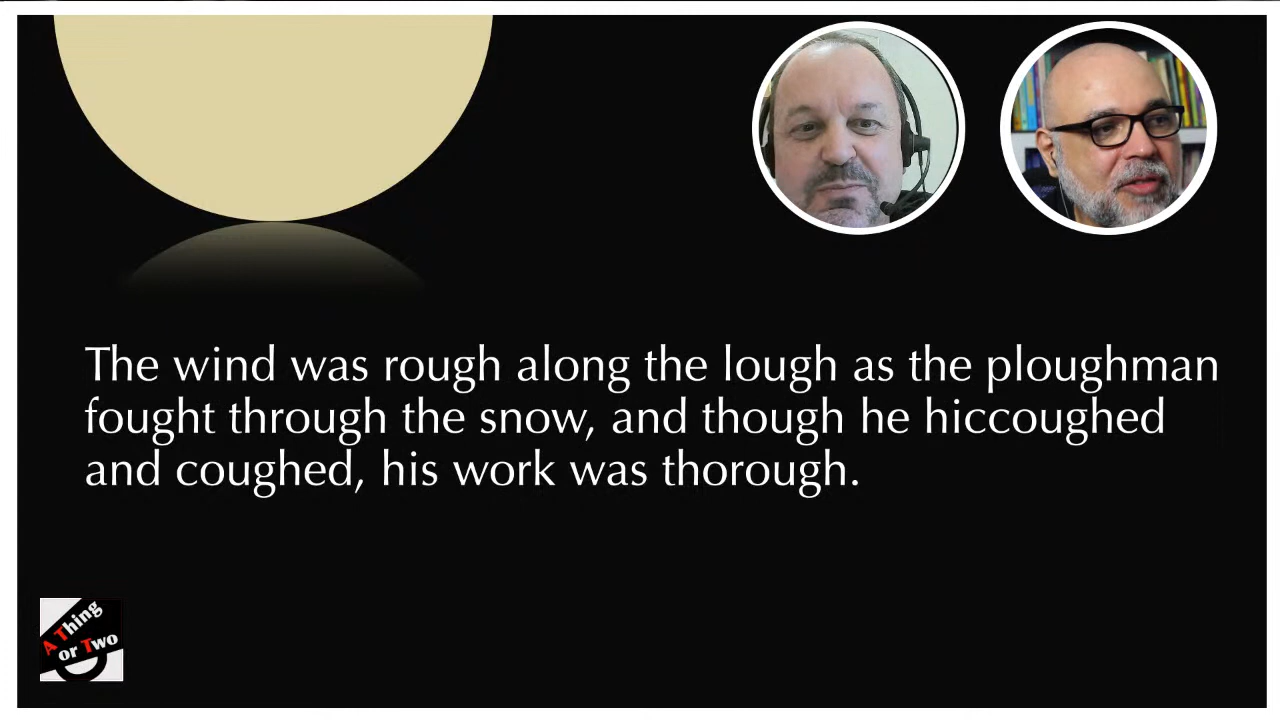 The wind was rough along the lough as the ploughman
fought through the snow, and though he hiccoughed
and coughed, his work was thorough.
A Thing
or Two